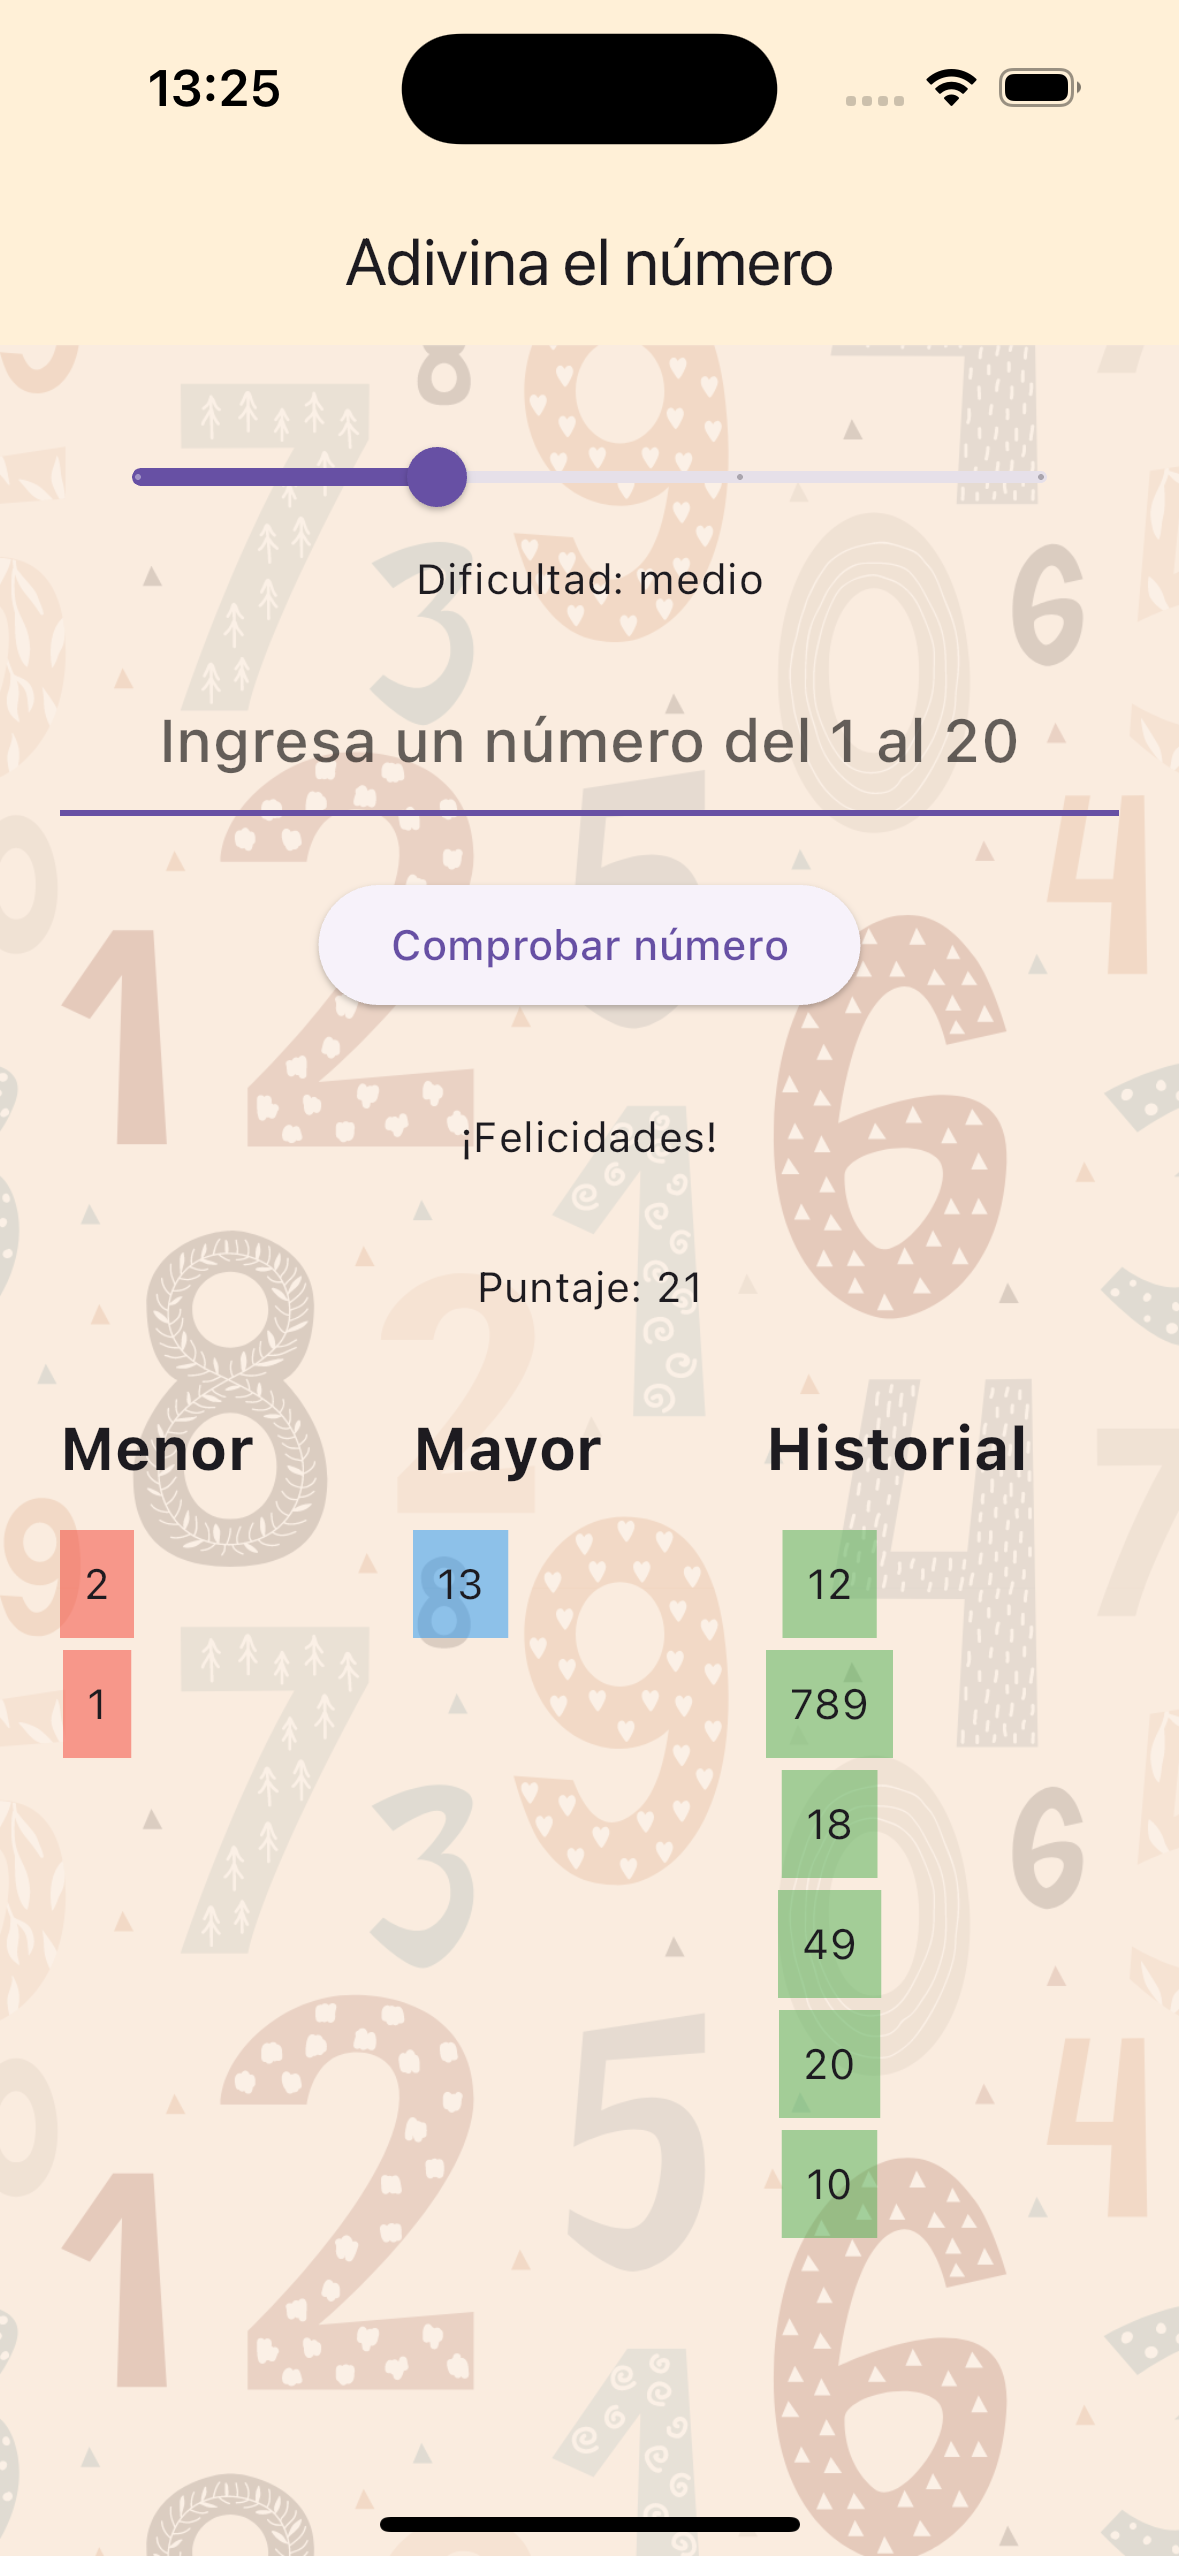 13:25
Adivina el número
Dificultad: medio
Ingresa un número del 1 al 20
Comprobar número
¡Felicidades!
Puntaje: 21
Menor Mayor Historial
2 13 12
1 789
18
49
20
10